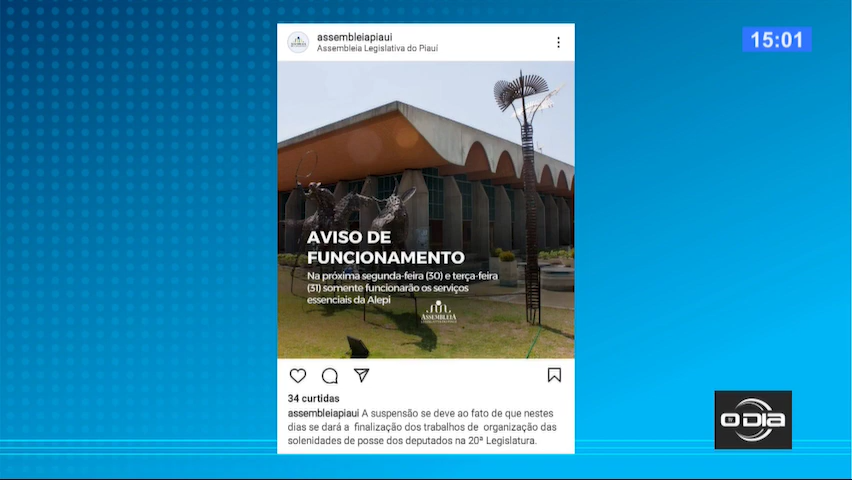 assembleiapiaui
Assembleia Legislativa do Piauí
15:01
AVISO DE
FUNCIONAMENTO
Na próxima segunda-feira (30) e terça-feira
(31) somente funcionarão os serviços
essenciais da Alepi
ASSEMBLEIA
34 curtidas
assembleiapiaui A suspensão se deve ao fato de que nestes
dias se dará a finalização dos trabalhos de organização das
solenidades de posse dos deputados na 20ª Legislatura.
O DIA